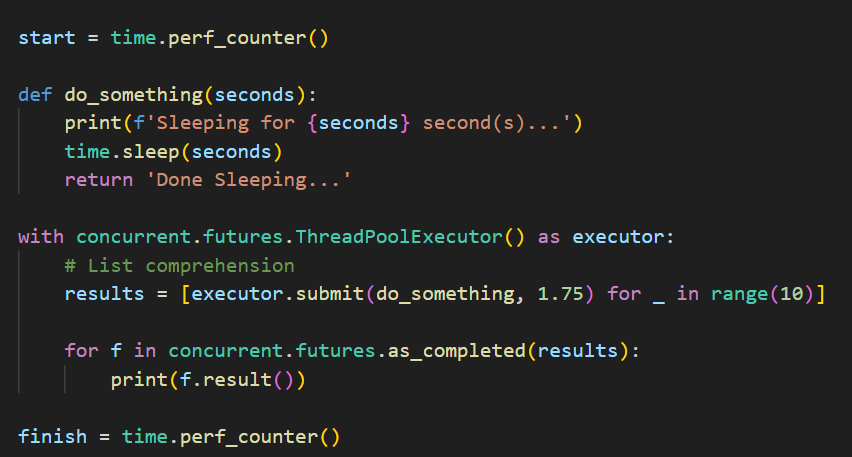 start = time.perf_counter()
def do_something(seconds):
    print(f'Sleeping for {seconds} second(s)...')
    time.sleep(seconds)
    return 'Done Sleeping...'
with concurrent.futures.ThreadPoolExecutor() as executor:
    # List comprehension
    results = [executor.submit(do_something, 1.75) for _ in range(10)]
    for f in concurrent.futures.as_completed(results):
        print(f.result())
finish = time.perf_counter()